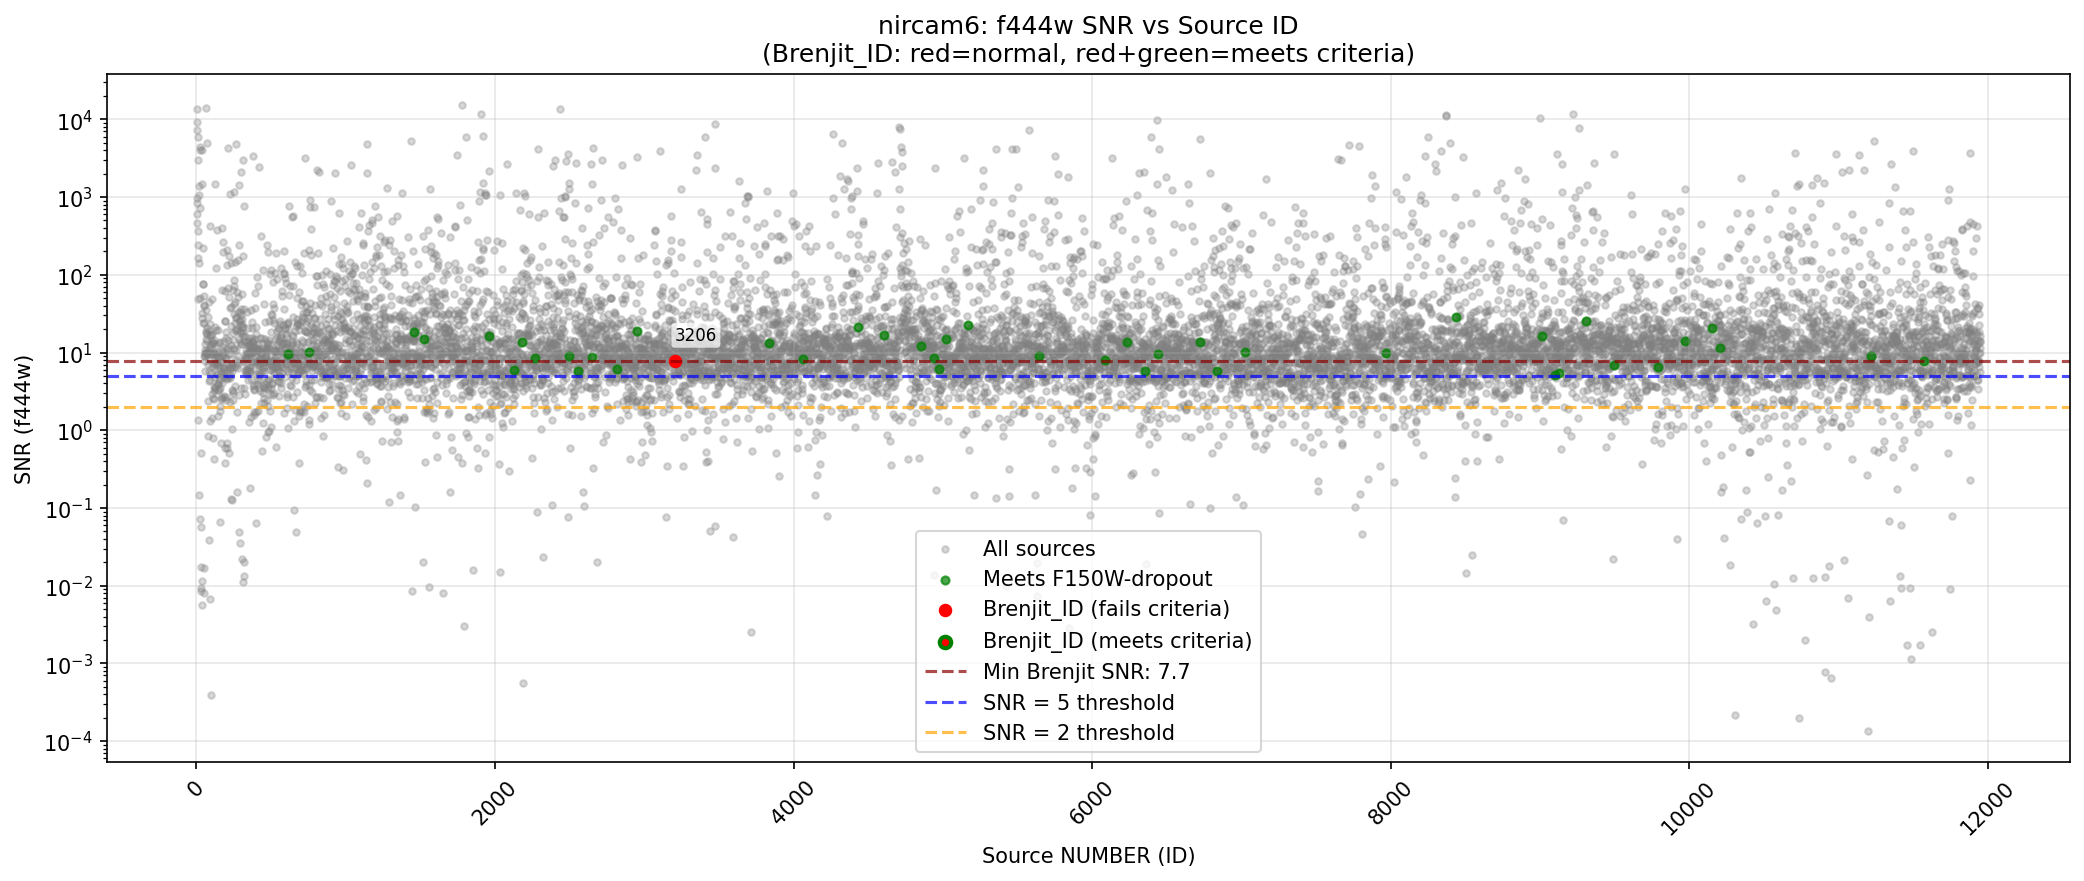 nircam6: f444w SNR vs Source ID
(Brenjit_ID: red=normal, red+green=meets criteria)
SNR (f444w)
10⁴
10³
10²
10¹
10⁰
10⁻¹
10⁻²
10⁻³
10⁻⁴
3206
All sources
Meets F150W-dropout
Brenjit_ID (fails criteria)
Brenjit_ID (meets criteria)
Min Brenjit SNR: 7.7
SNR = 5 threshold
SNR = 2 threshold
0
2000
4000
6000
8000
10000
12000
Source NUMBER (ID)